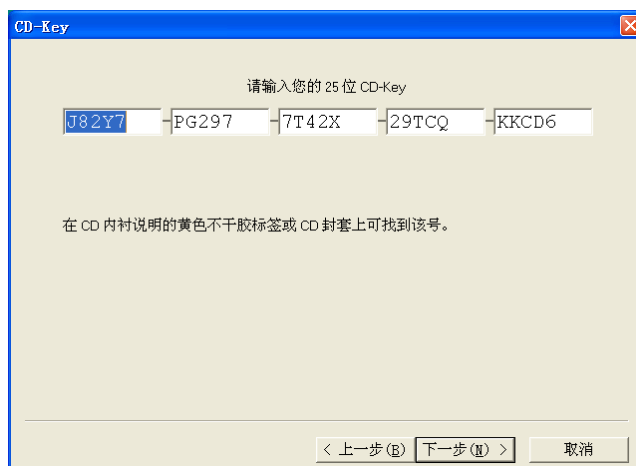 CD-Key
请输入您的 25 位 CD-Key
J82Y7-PG297-7T42X-29TCQ-KKCD6
在 CD 内衬说明的黄色不干胶标签或 CD 封套上可找到该号。
< 上一步(B) 下一步(N) > 取消